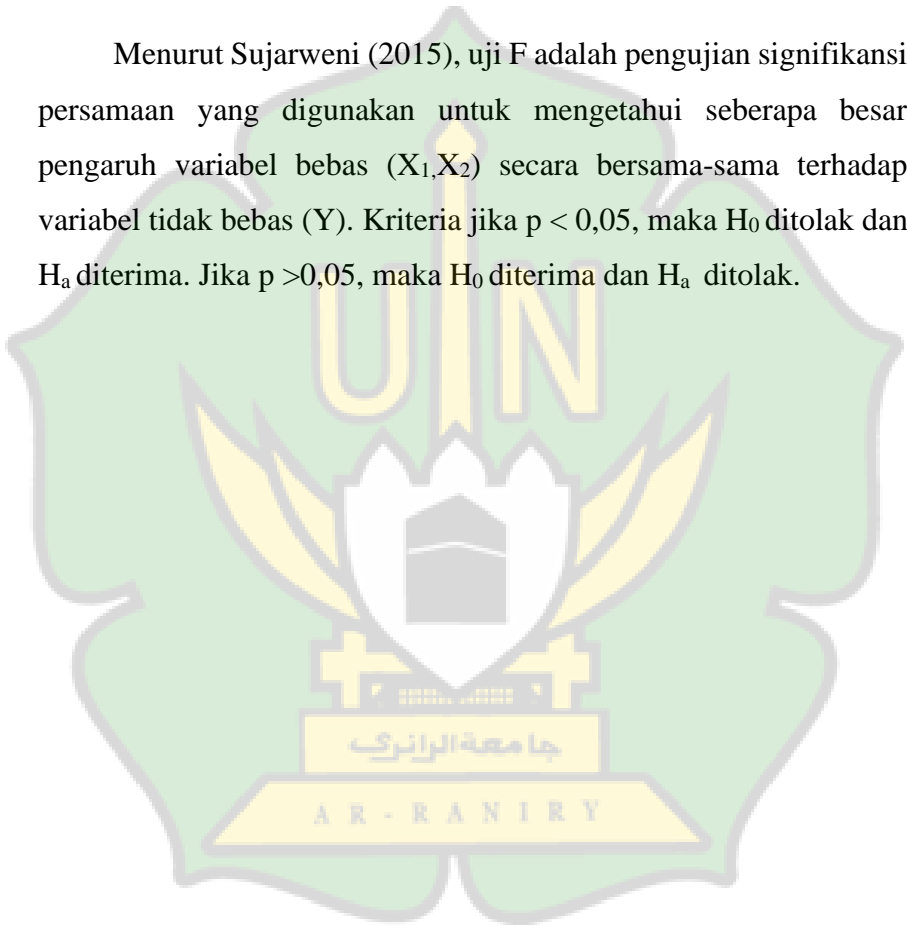 Menurut Sujarweni (2015), uji F adalah pengujian signifikansi
persamaan yang digunakan untuk mengetahui seberapa besar
pengaruh variabel bebas (X₁,X₂) secara bersama-sama terhadap
variabel tidak bebas (Y). Kriteria jika p < 0,05, maka H₀ ditolak dan
Hₐ diterima. Jika p >0,05, maka H₀ diterima dan Hₐ ditolak.
UIN
جامعة الرانري
AR-RANIRY